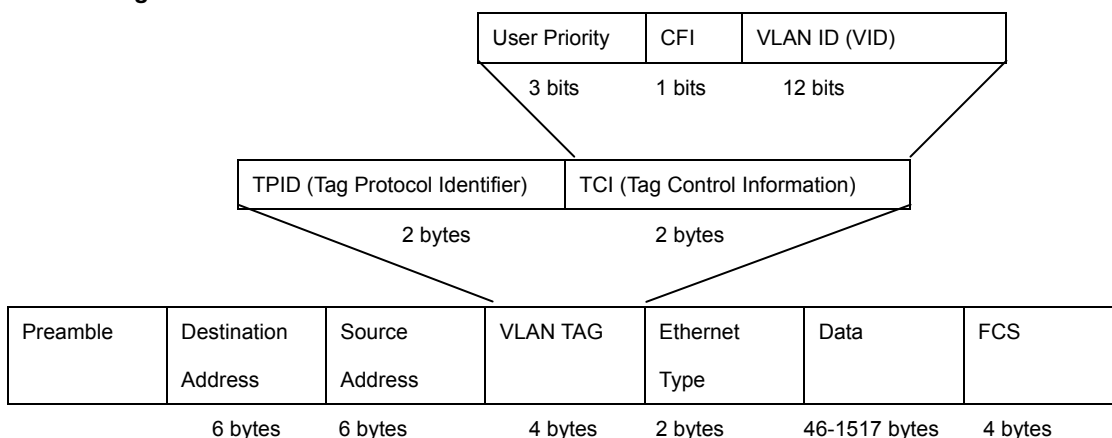 User Priority CFI VLAN ID (VID)
3 bits 1 bits 12 bits
TPID (Tag Protocol Identifier) TCI (Tag Control Information)
2 bytes 2 bytes
Preamble Destination Address Source Address VLAN TAG Ethernet Type Data FCS
6 bytes 6 bytes 4 bytes 2 bytes 46-1517 bytes 4 bytes